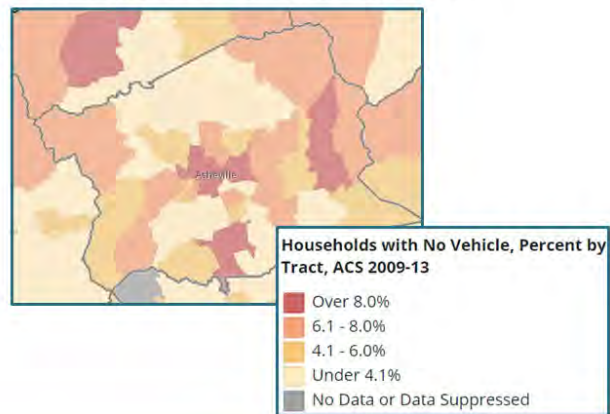 Asheville
Households with No Vehicle, Percent by
Tract, ACS 2009-13
Over 8.0%
6.1 - 8.0%
4.1 - 6.0%
Under 4.1%
No Data or Data Suppressed